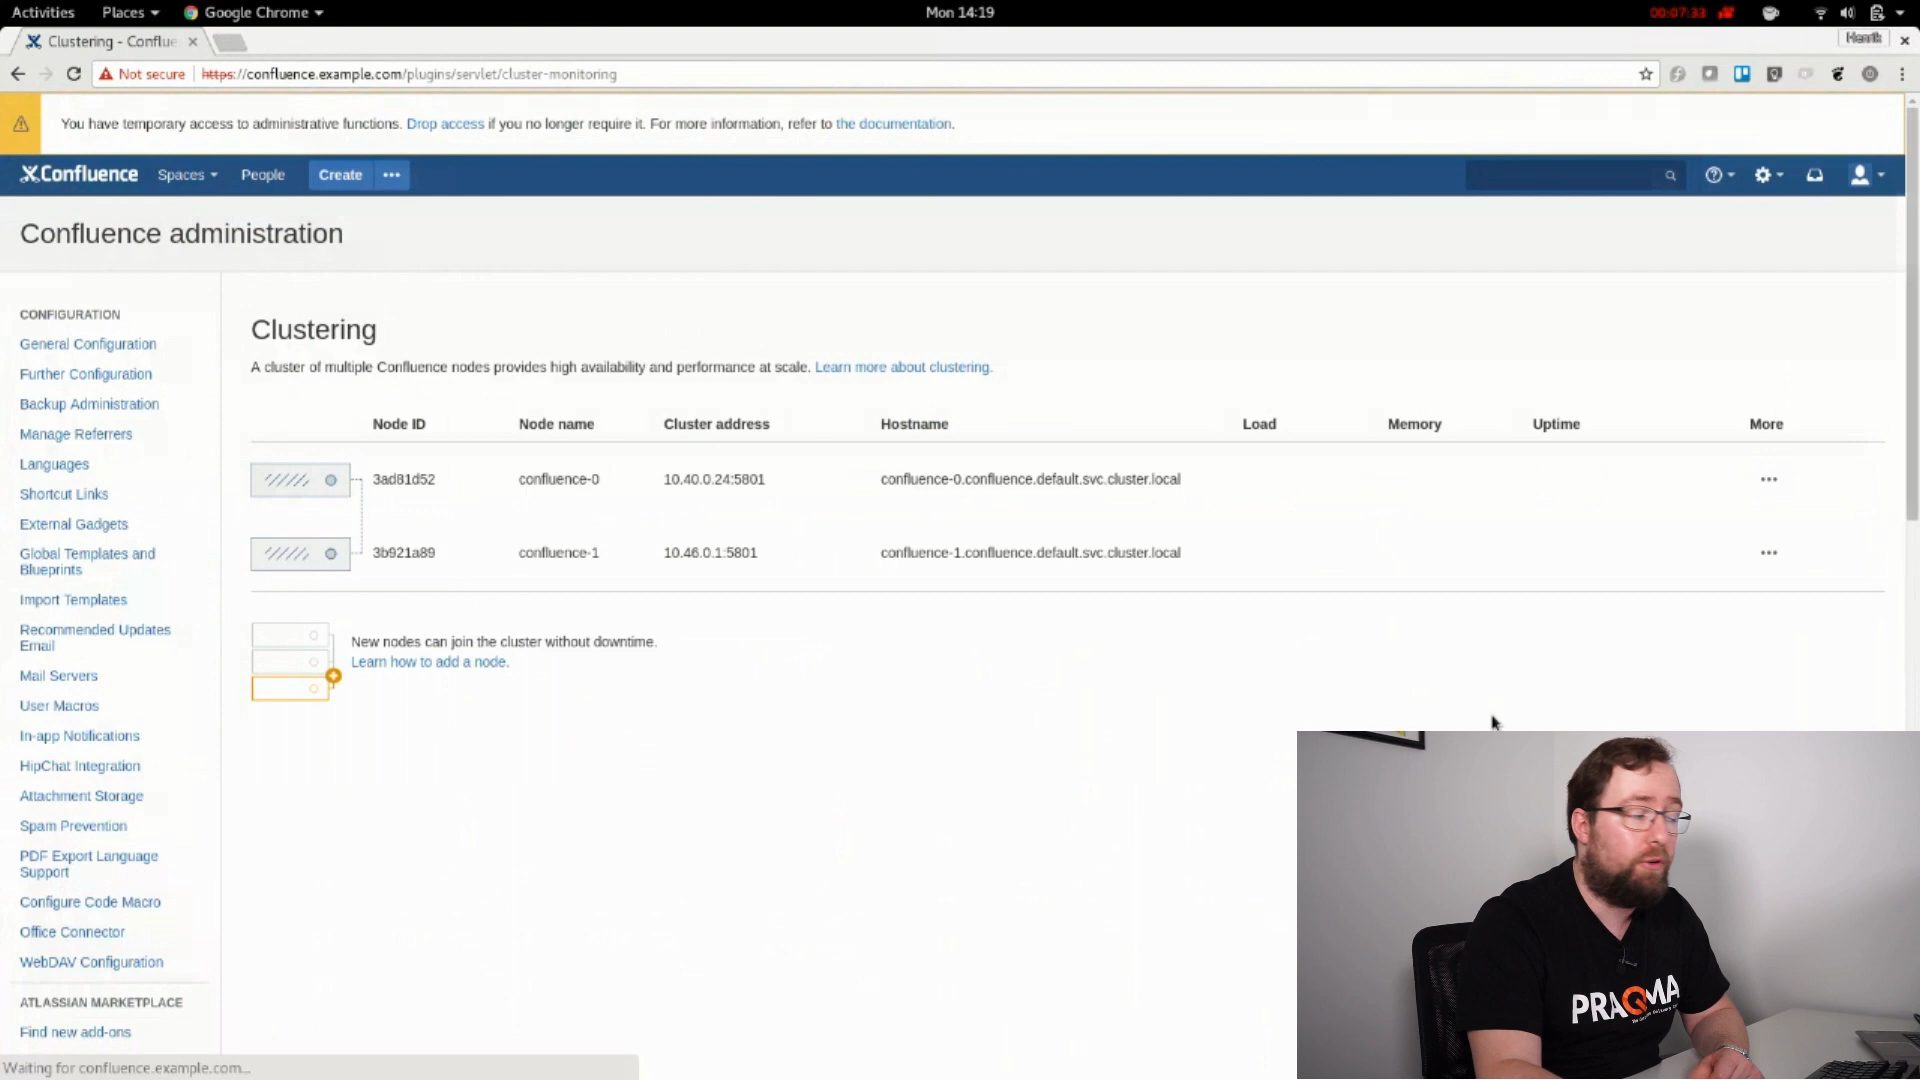 Activities Places Google Chrome Mon 14:19 00:07:33
Clustering - Conflue Henrik
Not secure https://confluence.example.com/plugins/servlet/cluster-monitoring
You have temporary access to administrative functions. Drop access if you no longer require it. For more information, refer to the documentation.
Confluence Spaces People Create
Confluence administration
CONFIGURATION
General Configuration
Further Configuration
Backup Administration
Manage Referrers
Languages
Shortcut Links
External Gadgets
Global Templates and
Blueprints
Import Templates
Recommended Updates
Email
Mail Servers
User Macros
In-app Notifications
HipChat Integration
Attachment Storage
Spam Prevention
PDF Export Language
Support
Configure Code Macro
Office Connector
WebDAV Configuration
ATLASSIAN MARKETPLACE
Find new add-ons
Clustering
A cluster of multiple Confluence nodes provides high availability and performance at scale. Learn more about clustering.
Node ID Node name Cluster address Hostname Load Memory Uptime More
3ad81d52 confluence-0 10.40.0.24:5801 confluence-0.confluence.default.svc.cluster.local
3b921a89 confluence-1 10.46.0.1:5801 confluence-1.confluence.default.svc.cluster.local
New nodes can join the cluster without downtime.
Learn how to add a node.
Waiting for confluence.example.com...
PRAQMA